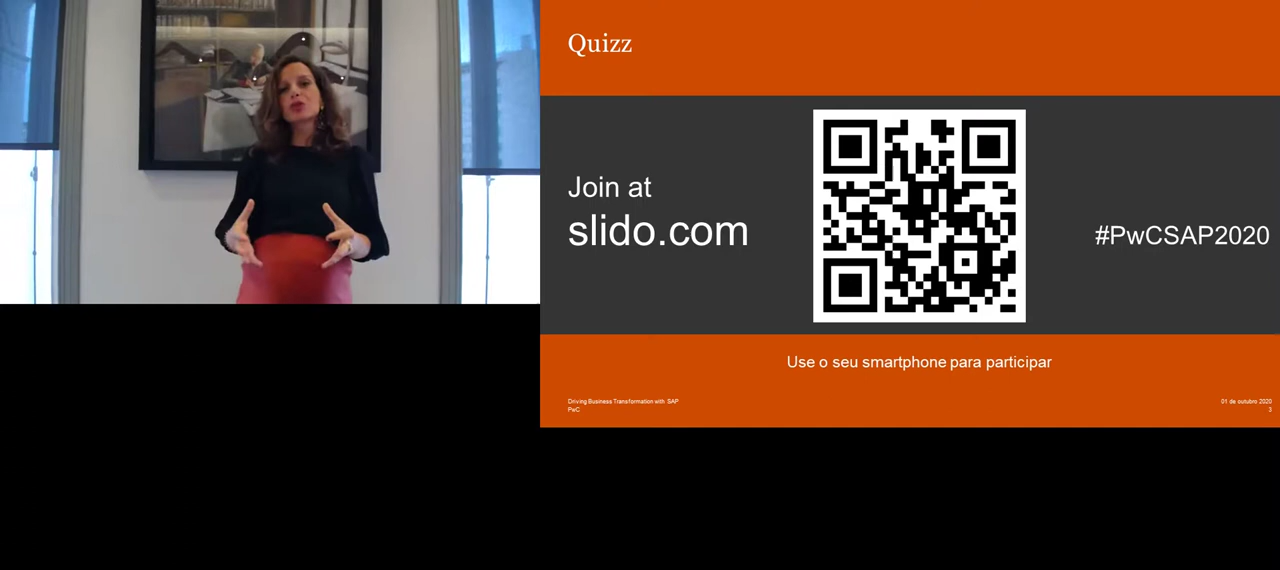 Quizz
Join at
slido.com
#PwCSAP2020
Use o seu smartphone para participar
Driving Business Transformation with SAP
PwC
01 de outubro 2020
3